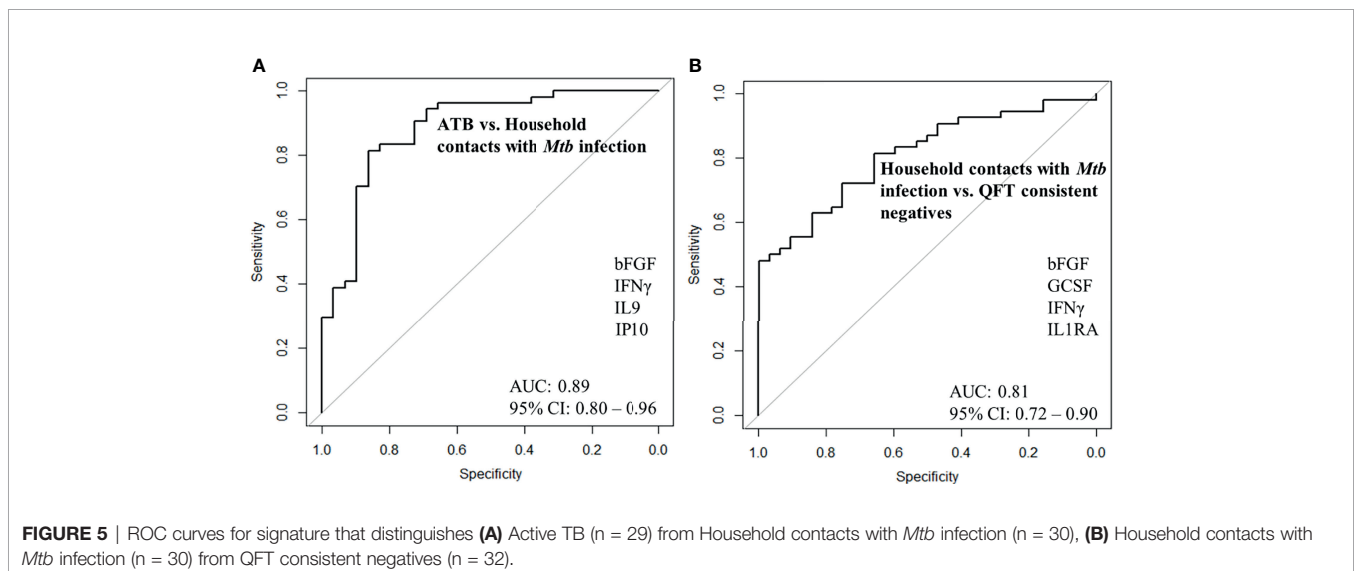 A
1.0
0.8
0.6
0.4
0.2
0.0
Sensitivity
ATB vs. Household
contacts with Mtb infection
bFGF
IFNγ
IL9
IP10
AUC: 0.89
95% CI: 0.80 – 0.96
1.0 0.8 0.6 0.4 0.2 0.0
Specificity
B
1.0
0.8
0.6
0.4
0.2
0.0
Sensitivity
Household contacts with Mtb
infection vs. QFT consistent
negatives
bFGF
GCSF
IFNγ
IL1RA
AUC: 0.81
95% CI: 0.72 – 0.90
1.0 0.8 0.6 0.4 0.2 0.0
Specificity
FIGURE 5 | ROC curves for signature that distinguishes (A) Active TB (n = 29) from Household contacts with Mtb infection (n = 30), (B) Household contacts with
Mtb infection (n = 30) from QFT consistent negatives (n = 32).